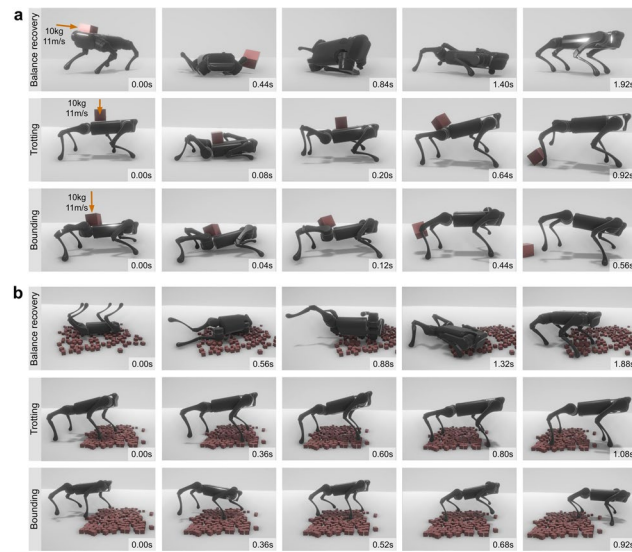 a
Balance recovery
10kg
11m/s
0.00s
0.44s
0.84s
1.40s
1.92s
Trotting
10kg
11m/s
0.00s
0.08s
0.20s
0.64s
0.92s
Bounding
10kg
11m/s
0.00s
0.04s
0.12s
0.44s
0.56s
b
Balance recovery
0.00s
0.56s
0.88s
1.32s
1.88s
Trotting
0.00s
0.36s
0.60s
0.80s
1.08s
Bounding
0.00s
0.36s
0.52s
0.68s
0.92s